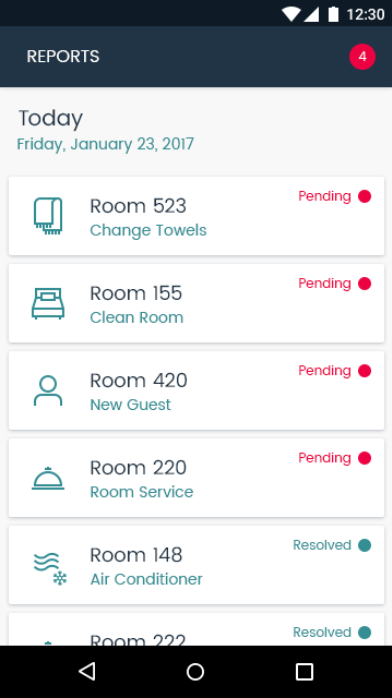 12:30
REPORTS
4
Today
Friday, January 23, 2017
Room 523
Pending
Change Towels
Room 155
Pending
Clean Room
Room 420
Pending
New Guest
Room 220
Pending
Room Service
Room 148
Resolved
Air Conditioner
Room 222
Resolved